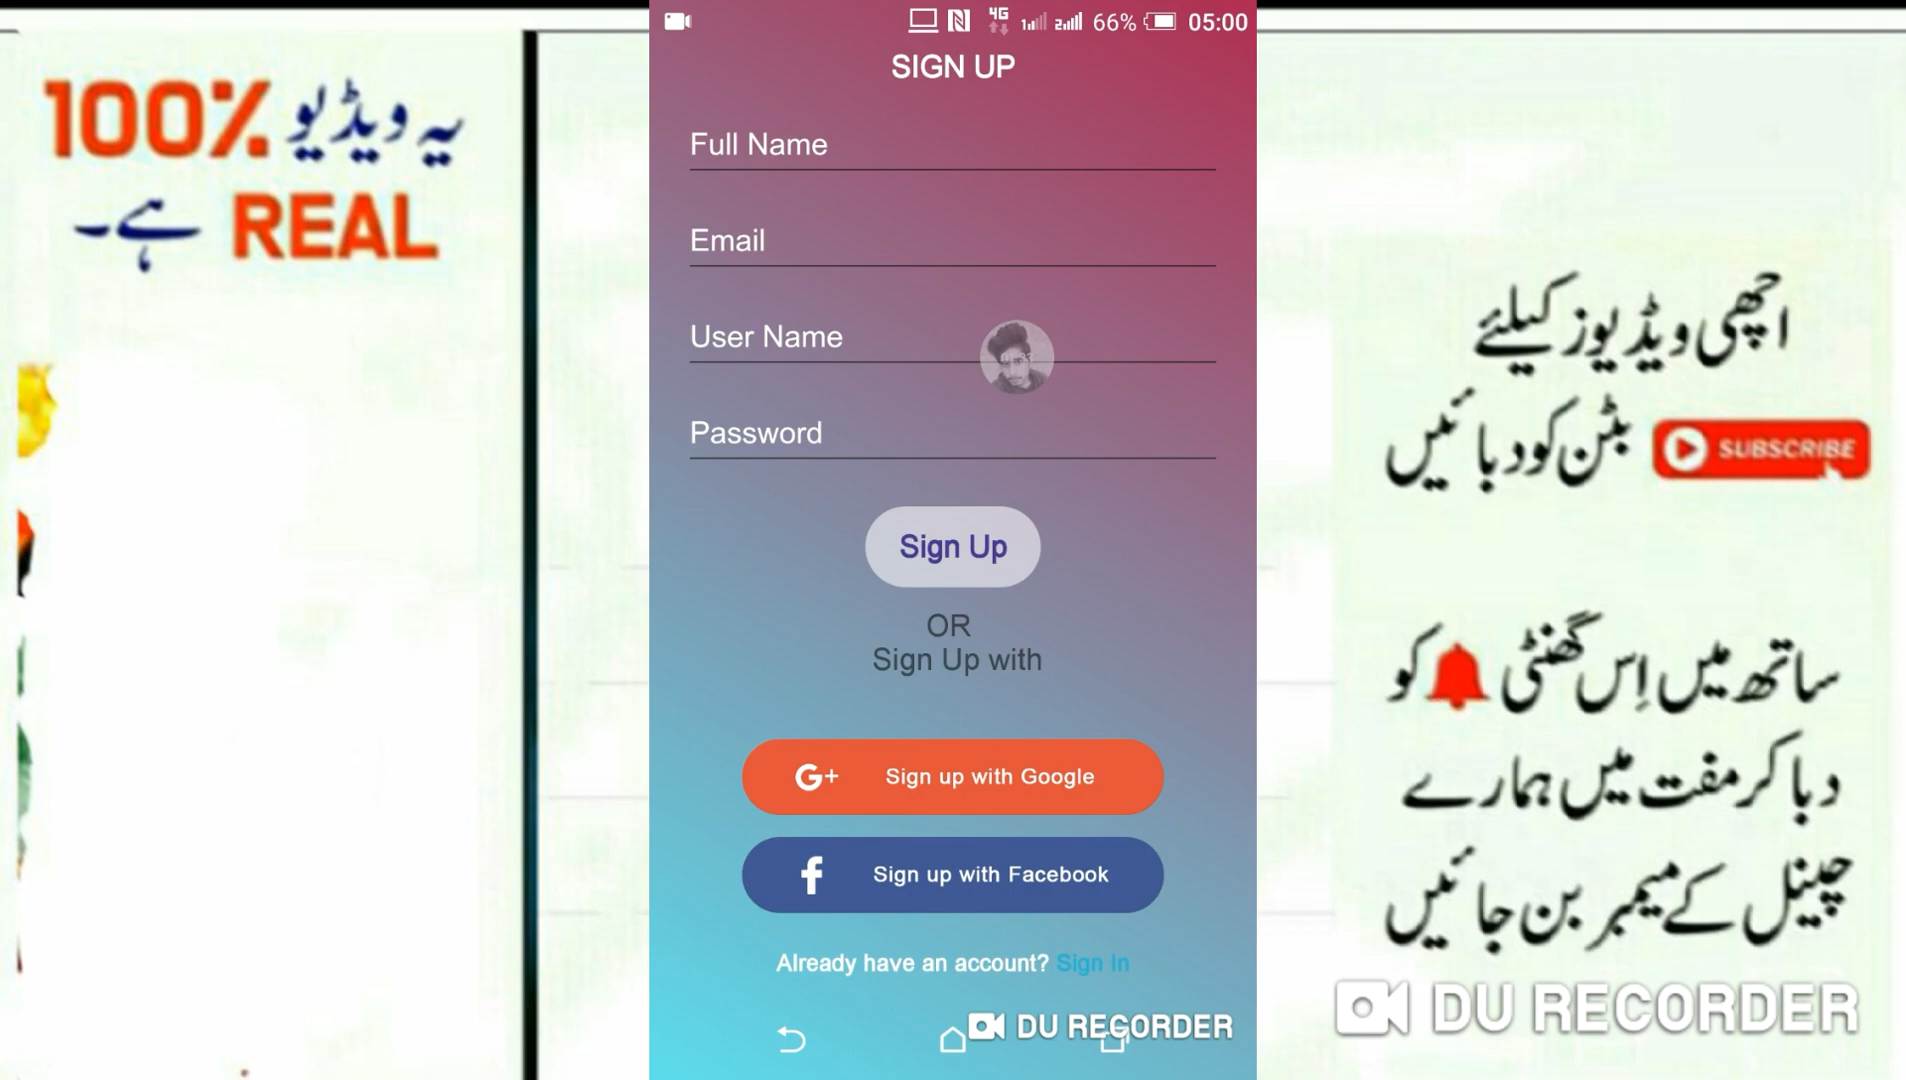 یہ ویڈیو 100%
REAL ہے۔
4G
66%
05:00
SIGN UP
Full Name
Email
User Name
Password
Sign Up
OR
Sign Up with
G+ Sign up with Google
f Sign up with Facebook
Already have an account? Sign In
DU RECORDER
اچھی ویڈیوز کیلئے
SUBSCRIBE بٹن کو دبائیں
ساتھ میں اِس گھنٹی کو
دبا کر مفت میں ہمارے
چینل کے میمبر بن جائیں
DU RECORDER